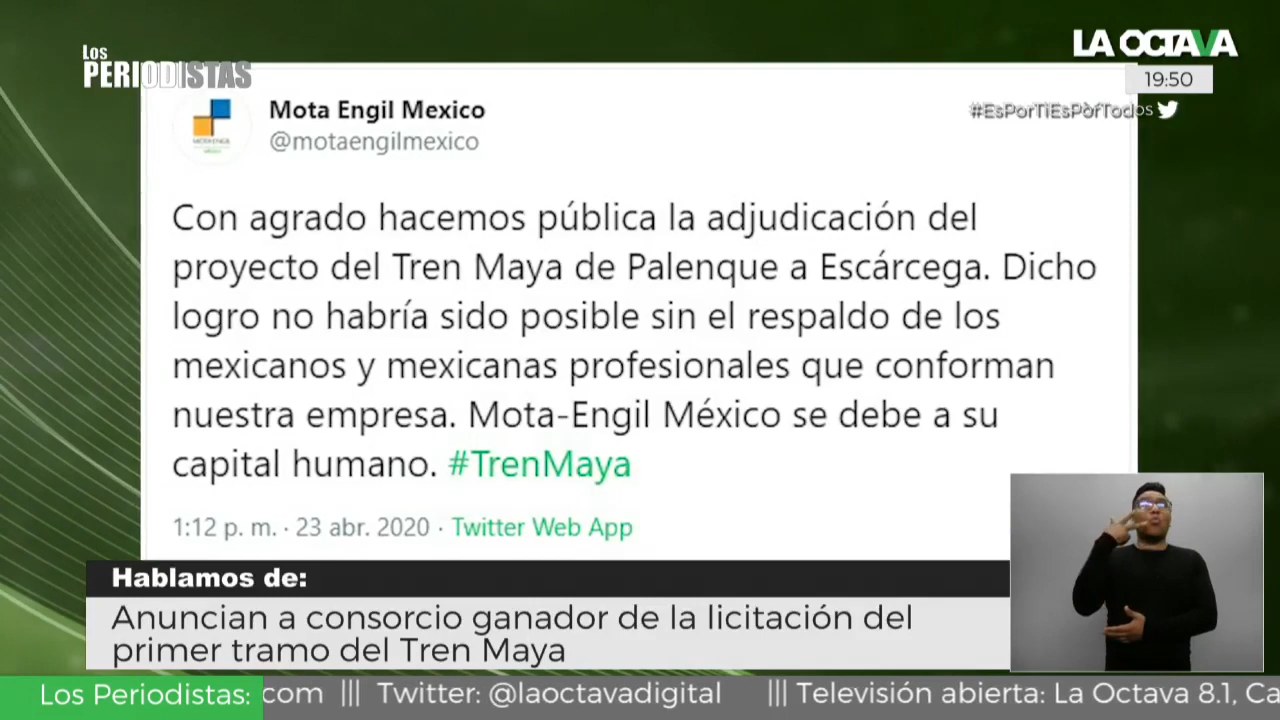 Los
PERIODISTAS
LA OCTAVA
19:50
#EsPorTiEsPorTodos
Mota Engil Mexico
@motaengilmexico
MOTAENGIL
Con agrado hacemos pública la adjudicación del
proyecto del Tren Maya de Palenque a Escárcega. Dicho
logro no habría sido posible sin el respaldo de los
mexicanos y mexicanas profesionales que conforman
nuestra empresa. Mota-Engil México se debe a su
capital humano. #TrenMaya
1:12 p. m. · 23 abr. 2020 · Twitter Web App
Hablamos de:
Anuncian a consorcio ganador de la licitación del
primer tramo del Tren Maya
Los Periodistas: com ||| Twitter: @laoctavadigital ||| Televisión abierta: La Octava 8.1, Ca